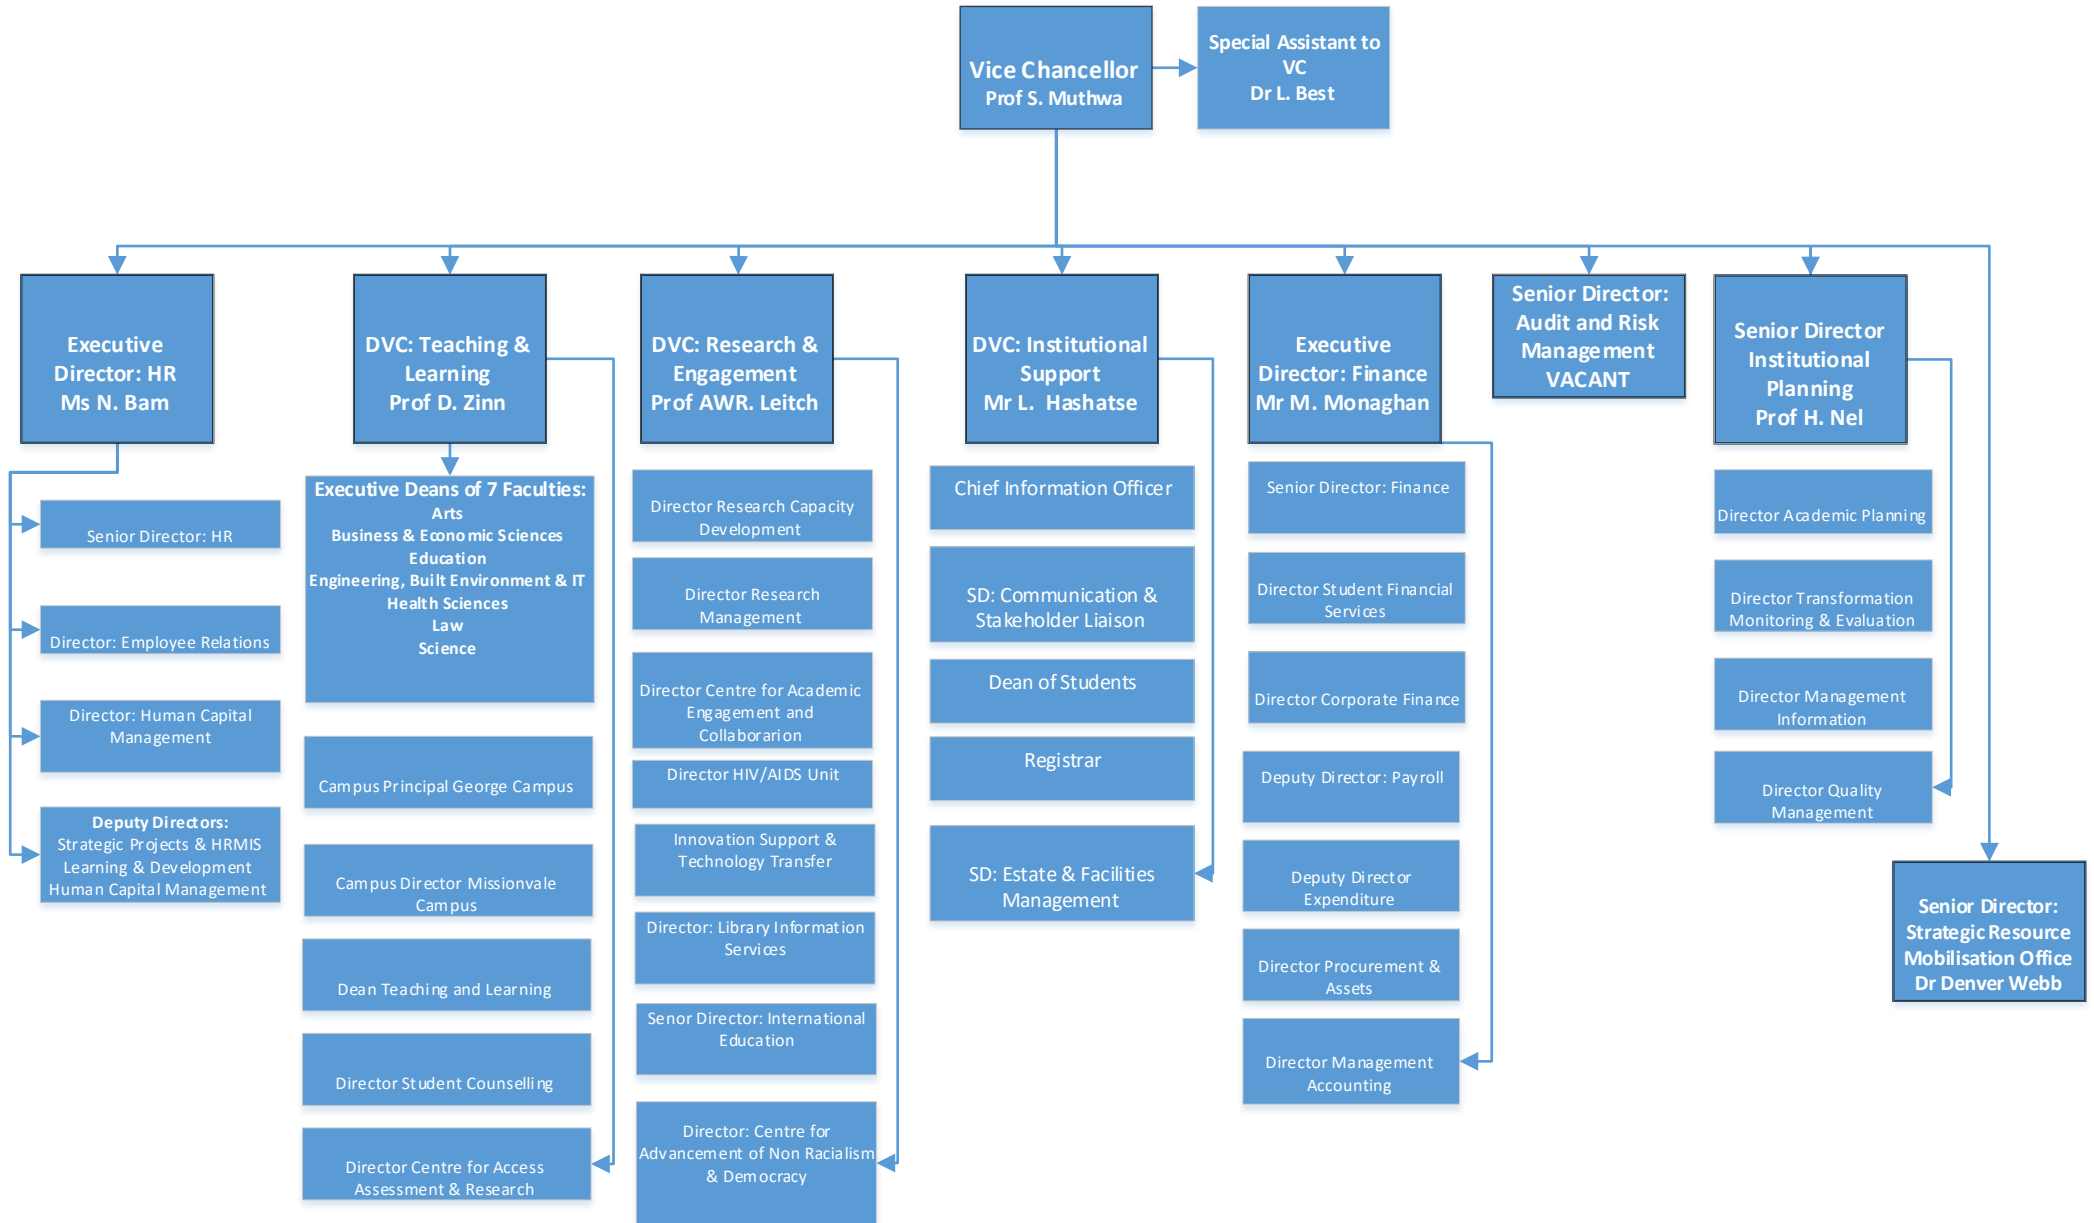 Vice Chancellor
Prof S. Muthwa
Special Assistant to
VC
Dr L. Best
Executive
Director: HR
Ms N. Bam
DVC: Teaching &
Learning
Prof D. Zinn
DVC: Research &
Engagement
Prof AWR. Leitch
DVC: Institutional
Support
Mr L. Hashatse
Executive
Director: Finance
Mr M. Monaghan
Senior Director:
Audit and Risk
Management
VACANT
Senior Director
Institutional
Planning
Prof H. Nel
Senior Director: HR
Director: Employee Relations
Director: Human Capital
Management
Deputy Directors:
Strategic Projects & HRMIS
Learning & Development
Human Capital Management
Executive Deans of 7 Faculties:
Arts
Business & Economic Sciences
Education
Engineering, Built Environment & IT
Health Sciences
Law
Science
Campus Principal George Campus
Campus Director Missionvale
Campus
Dean Teaching and Learning
Director Student Counselling
Director Centre for Access
Assessment & Research
Director Research Capacity
Development
Director Research
Management
Director Centre for Academic
Engagement and
Collaborarion
Director HIV/AIDS Unit
Innovation Support &
Technology Transfer
Director: Library Information
Services
Senor Director: International
Education
Director: Centre for
Advancement of Non Racialism
& Democracy
Chief Information Officer
SD: Communication &
Stakeholder Liaison
Dean of Students
Registrar
SD: Estate & Facilities
Management
Senior Director: Finance
Director Student Financial
Services
Director Corporate Finance
Deputy Director: Payroll
Deputy Director
Expenditure
Director Procurement &
Assets
Director Management
Accounting
Director Academic Planning
Director Transformation
Monitoring & Evaluation
Director Management
Information
Director Quality
Management
Senior Director:
Strategic Resource
Mobilisation Office
Dr Denver Webb